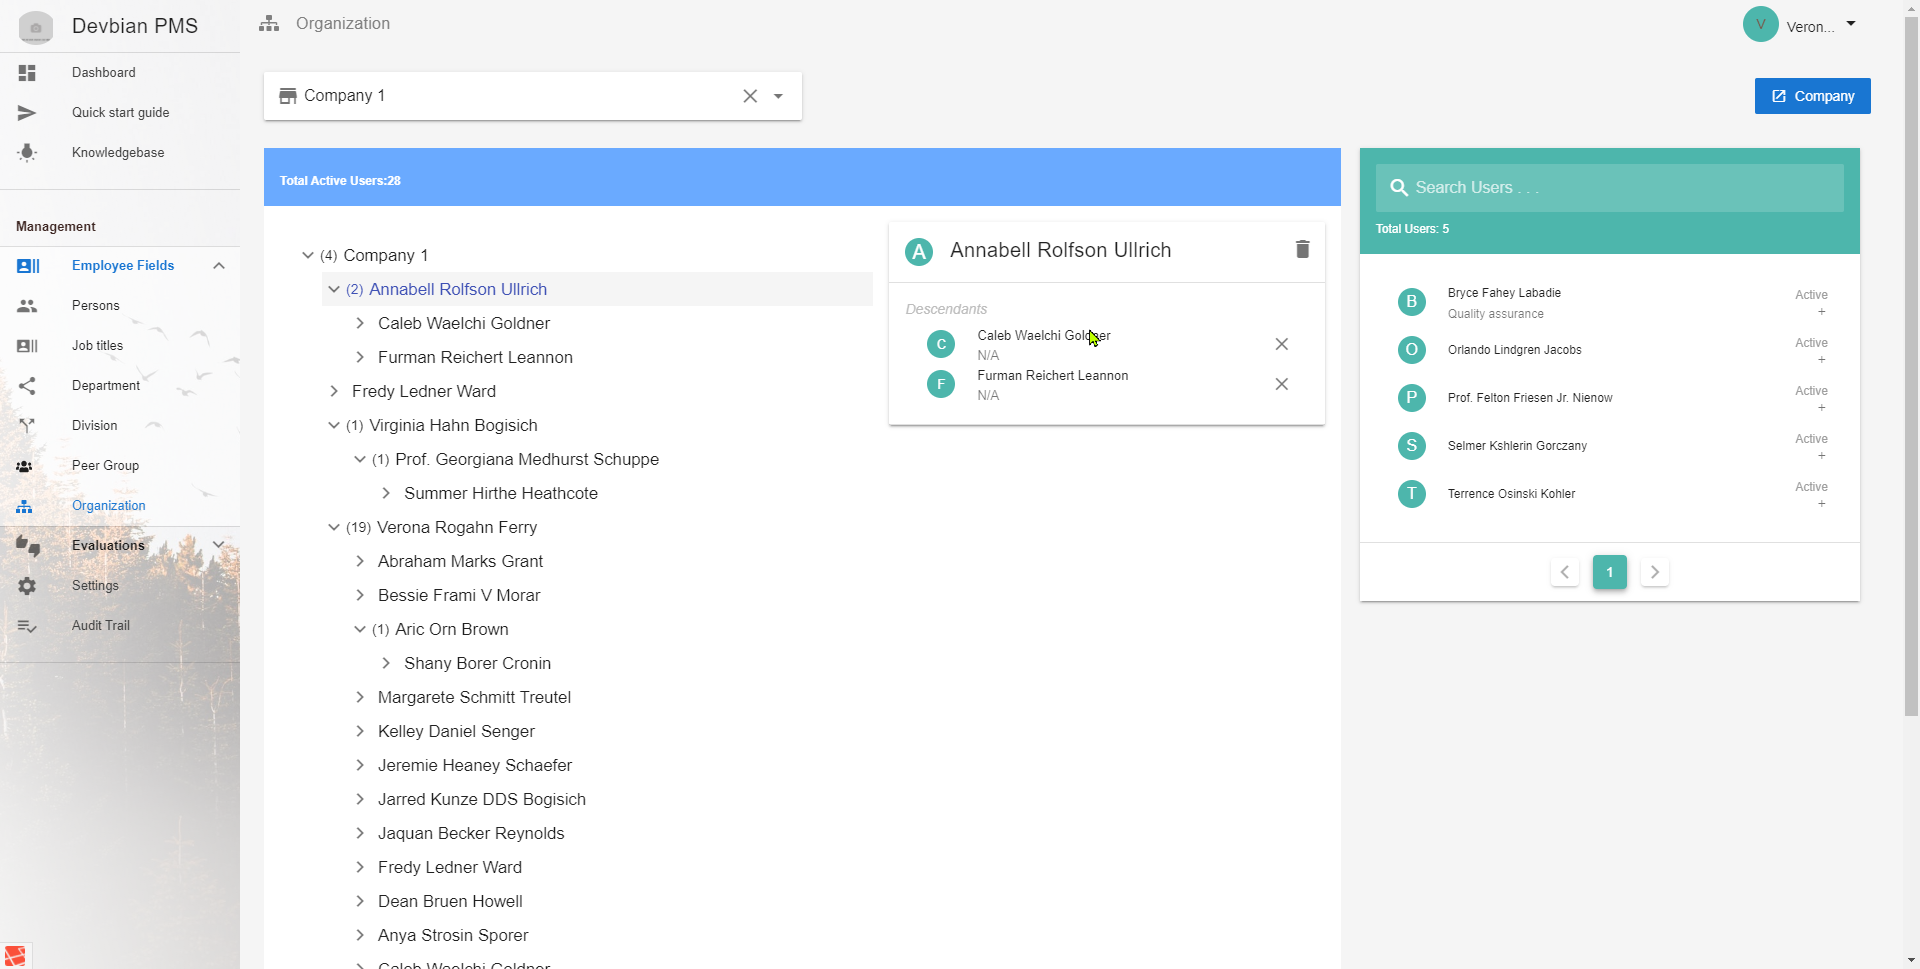 Devbian PMS
Dashboard
Quick start guide
Knowledgebase
Management
Employee Fields
Persons
Job titles
Department
Division
Peer Group
Organization
Evaluations
Settings
Audit Trail
Organization
V Veron...
Company 1
Company
Total Active Users:28
(4) Company 1
(2) Annabell Rolfson Ullrich
Caleb Waelchi Goldner
Furman Reichert Leannon
Fredy Ledner Ward
(1) Virginia Hahn Bogisich
(1) Prof. Georgiana Medhurst Schuppe
Summer Hirthe Heathcote
(19) Verona Rogahn Ferry
Abraham Marks Grant
Bessie Frami V Morar
(1) Aric Orn Brown
Shany Borer Cronin
Margarete Schmitt Treutel
Kelley Daniel Senger
Jeremie Heaney Schaefer
Jarred Kunze DDS Bogisich
Jaquan Becker Reynolds
Fredy Ledner Ward
Dean Bruen Howell
Anya Strosin Sporer
Caleb Waelchi Goldner
A Annabell Rolfson Ullrich
Descendants
C Caleb Waelchi Goldner
N/A
F Furman Reichert Leannon
N/A
Search Users . . .
Total Users: 5
B Bryce Fahey Labadie Active
Quality assurance +
O Orlando Lindgren Jacobs Active
+
P Prof. Felton Friesen Jr. Nienow Active
+
S Selmer Kshlerin Gorczany Active
+
T Terrence Osinski Kohler Active
+
1